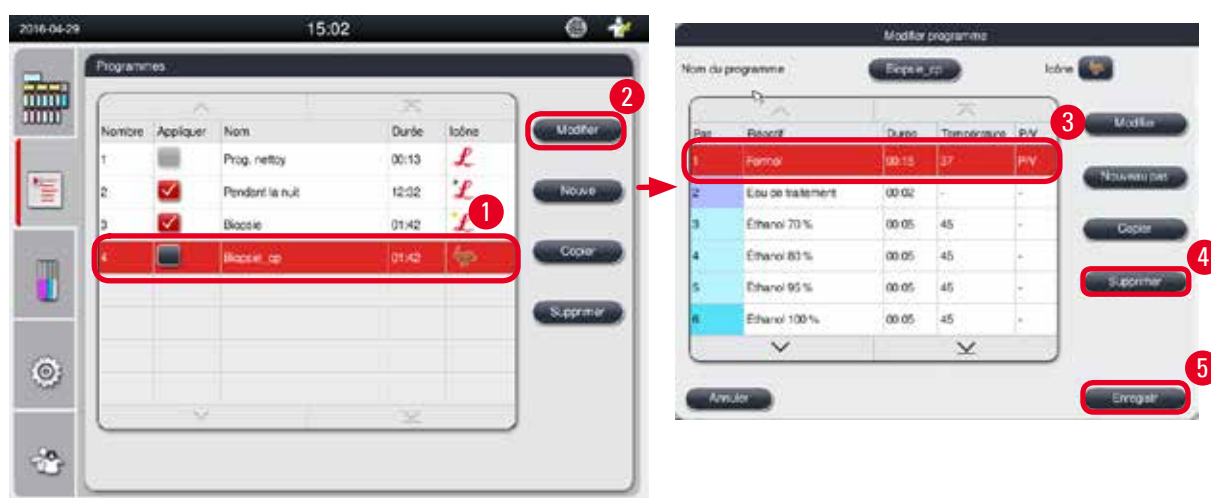 2016-04-29 15:02
Programmes
Nombre Appliquer Nom Durée Icône
1 Prog. nettoy 00:13
2 Pendant la nuit 12:02
3 Biopsie 01:42
4 Biopsie_cp 01:42
2
Modifier
Nouve
1
Copier
Supprimer
Modifier programme
Nom du programme Biopsie_cp Icône
Pas Réactif Durée Température P/V
1 Formol 00:15 37 P/V
2 Eau de traitement 00:02 - -
3 Éthanol 70 % 00:05 45 -
4 Éthanol 80 % 00:05 45 -
5 Éthanol 95 % 00:05 45 -
6 Éthanol 100 % 00:05 45 -
3
Modifier
Nouveau pas
Copier
4
Supprimer
5
Annuler Enregistr